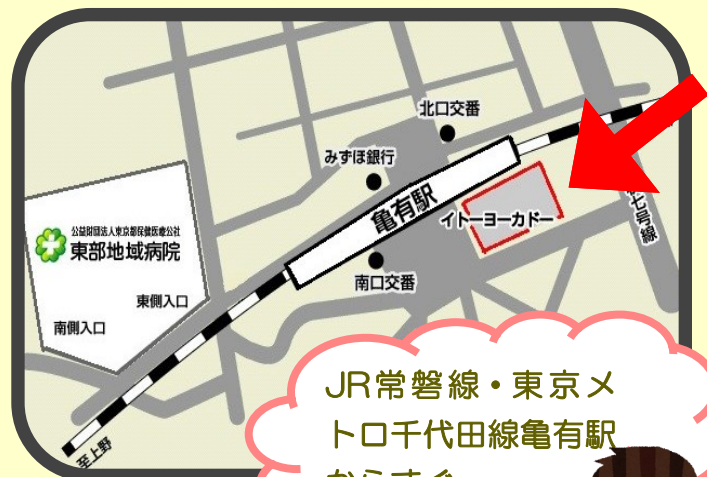 北口交番
みずほ銀行
亀有駅
イトーヨーカドー
七号線
公益財団法人東京都保健医療公社
東部地域病院
東側入口
南側入口
南口交番
至上野
JR常磐線・東京メ
トロ千代田線亀有駅
からすぐ